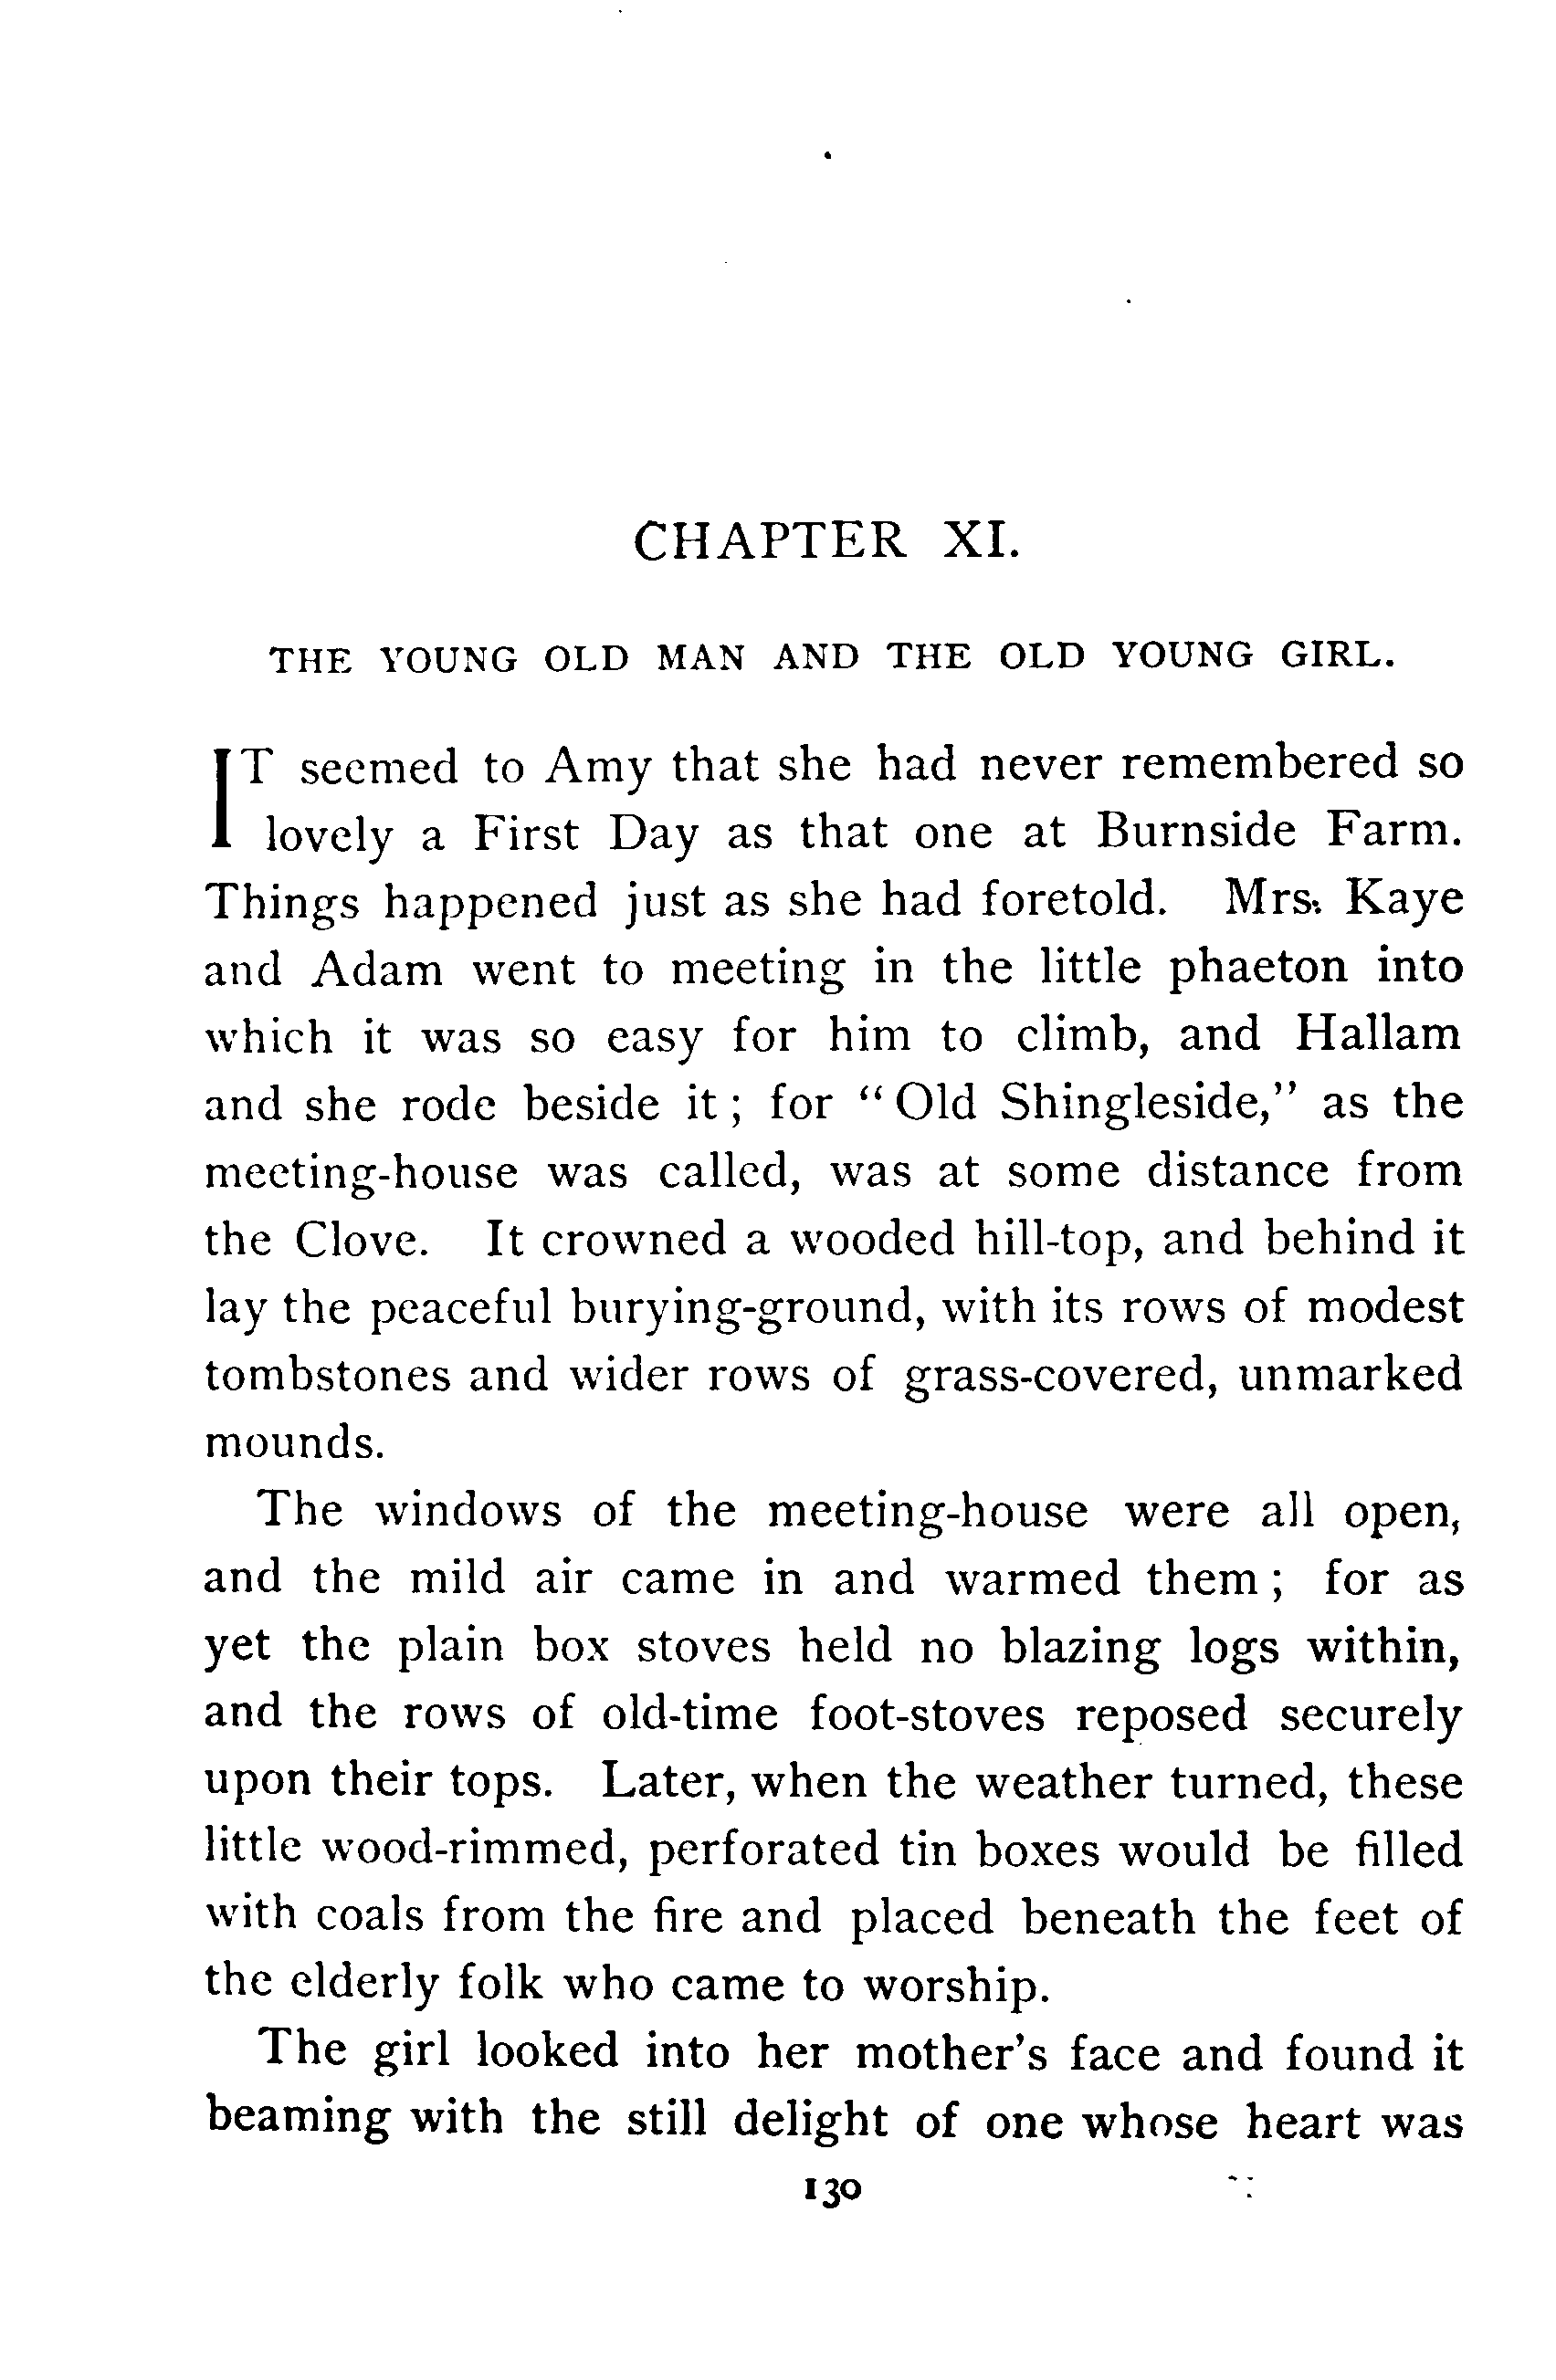 CHAPTER XI.
THE YOUNG OLD MAN AND THE OLD YOUNG GIRL.
IT seemed to Amy that she had never remembered so
lovely a First Day as that one at Burnside Farm.
Things happened just as she had foretold. Mrs. Kaye
and Adam went to meeting in the little phaeton into
which it was so easy for him to climb, and Hallam
and she rode beside it; for “Old Shingleside,” as the
meeting-house was called, was at some distance from
the Clove. It crowned a wooded hill-top, and behind it
lay the peaceful burying-ground, with its rows of modest
tombstones and wider rows of grass-covered, unmarked
mounds.
The windows of the meeting-house were all open,
and the mild air came in and warmed them; for as
yet the plain box stoves held no blazing logs within,
and the rows of old-time foot-stoves reposed securely
upon their tops. Later, when the weather turned, these
little wood-rimmed, perforated tin boxes would be filled
with coals from the fire and placed beneath the feet of
the elderly folk who came to worship.
The girl looked into her mother’s face and found it
beaming with the still delight of one whose heart was
130